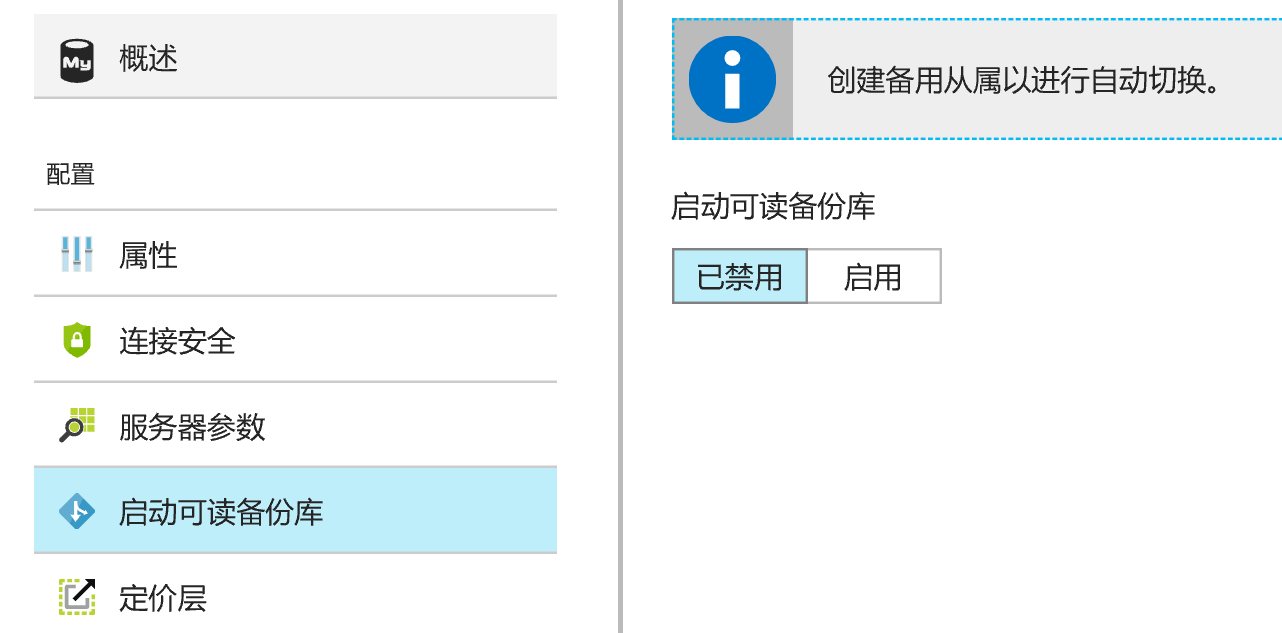 My
概述
配置
属性
连接安全
服务器参数
启动可读备份库
定价层
创建备用从属以进行自动切换。
启动可读备份库
已禁用
启用